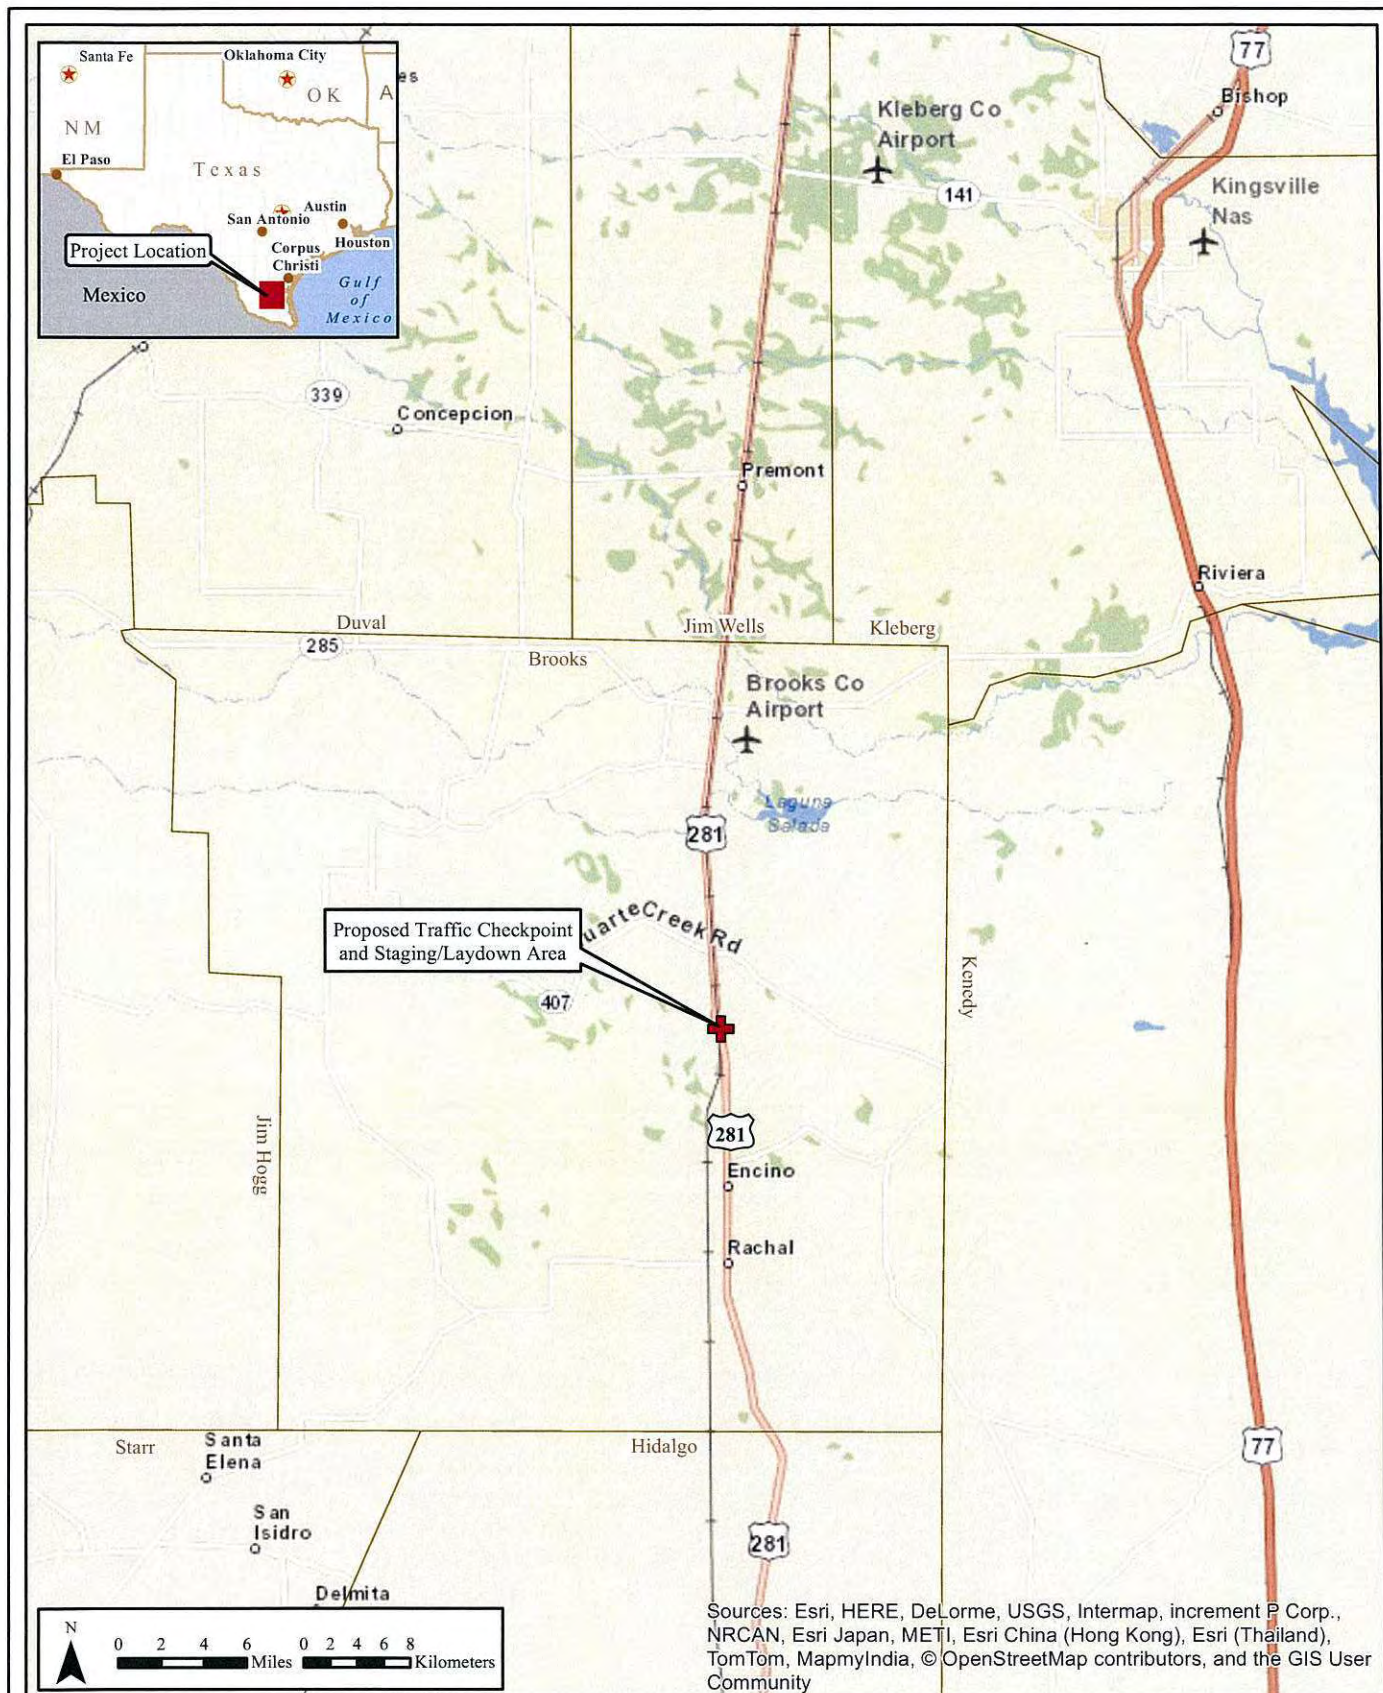 Santa Fe
Oklahoma City
OK
A
es
NM
El Paso
Texas
Austin
San Antonio
Houston
Corpus
Christi
Project Location
Mexico
Gulf
of
Mexico
77
Bishop
Kleberg Co
Airport
141
Kingsville
Nas
339
Concepcion
Premont
Riviera
Duval
Jim Wells
Kleberg
285
Brooks
Brooks Co
Airport
Laguna
Salada
281
uarteCreekRd
Proposed Traffic Checkpoint
and Staging/Laydown Area
407
Kenedy
Jim Hogg
281
Encino
Rachal
Starr
Santa
Elena
Hidalgo
77
San
Isidro
281
Delmita
N
0 2 4 6
Miles
0 2 4 6 8
Kilometers
Sources: Esri, HERE, DeLorme, USGS, Intermap, increment P Corp.,
NRCAN, Esri Japan, METI, Esri China (Hong Kong), Esri (Thailand),
TomTom, MapmyIndia, © OpenStreetMap contributors, and the GIS User
Community